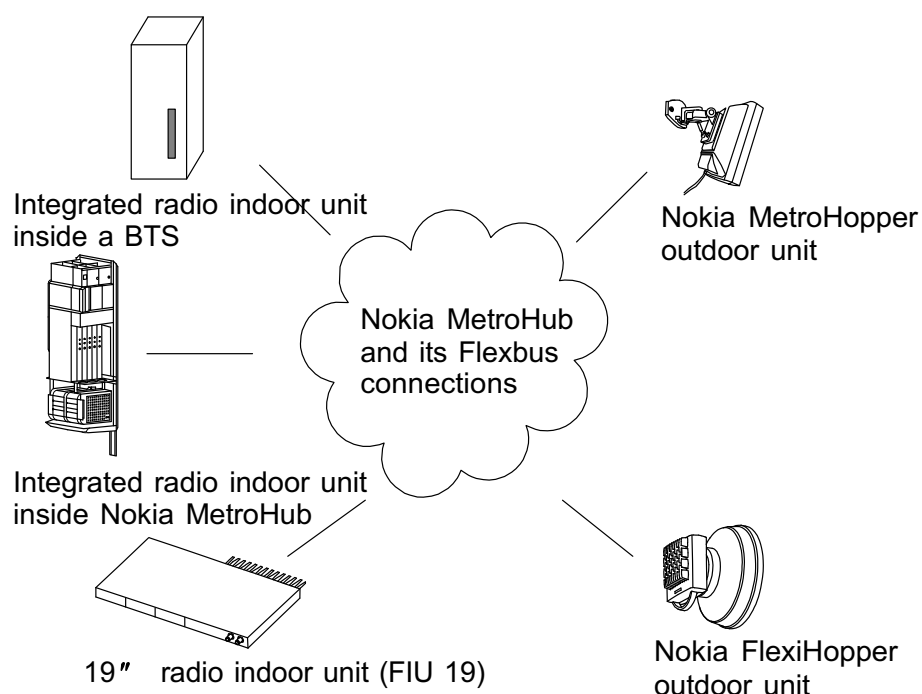 Integrated radio indoor unit
inside a BTS
Nokia MetroHopper
outdoor unit
Nokia MetroHub
and its Flexbus
connections
Integrated radio indoor unit
inside Nokia MetroHub
19″ radio indoor unit (FIU 19)
Nokia FlexiHopper
outdoor unit